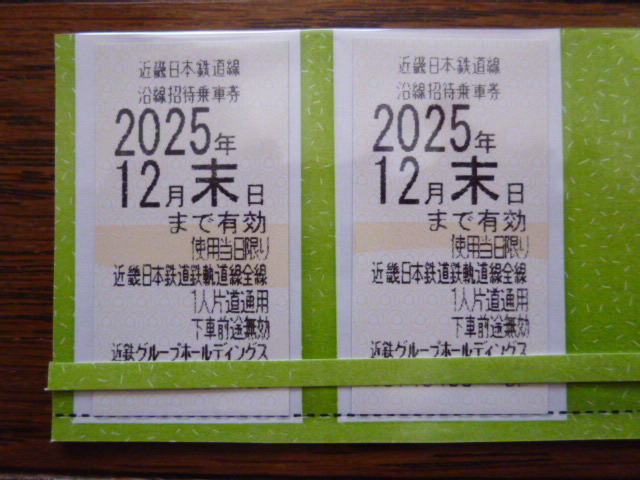 近畿日本鉄道線
沿線招待乗車券
2025年
12月末日
まで有効
使用当日限り
近畿日本鉄道鉄軌道線全線
1人片道通用
下車前途無効
近鉄グループホールディングス
近畿日本鉄道線
沿線招待乗車券
2025年
12月末日
まで有効
使用当日限り
近畿日本鉄道鉄軌道線全線
1人片道通用
下車前途無効
近鉄グループホールディングス